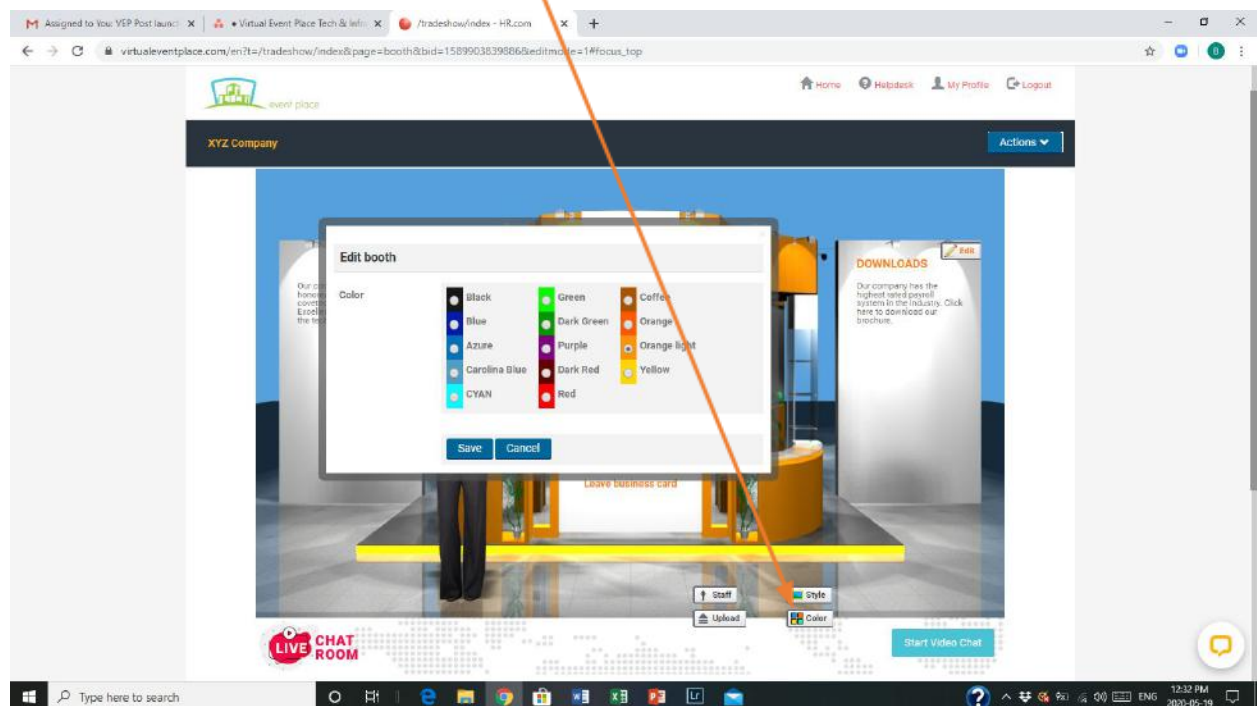 Assigned to You: VEP Post launc
• Virtual Event Place Tech & Infr
/tradeshow/index - HR.com
virtualeventplace.com/en?t=/tradeshow/index&page=booth&bid=1589903839886&editmode=1#focus_top
event place
Home Helpdesk My Profile Logout
XYZ Company
Actions
Edit booth
Color
Black Green Coffee
Blue Dark Green Orange
Azure Purple Orange light
Carolina Blue Dark Red Yellow
CYAN Red
Save Cancel
Edit
DOWNLOADS
Our company has the
highest rated payroll
system in the industry. Click
here to download our
brochure.
Leave business card
Staff Style
Upload Color
LIVE CHAT
ROOM
Start Video Chat
Type here to search
ENG
12:32 PM
2020-05-19